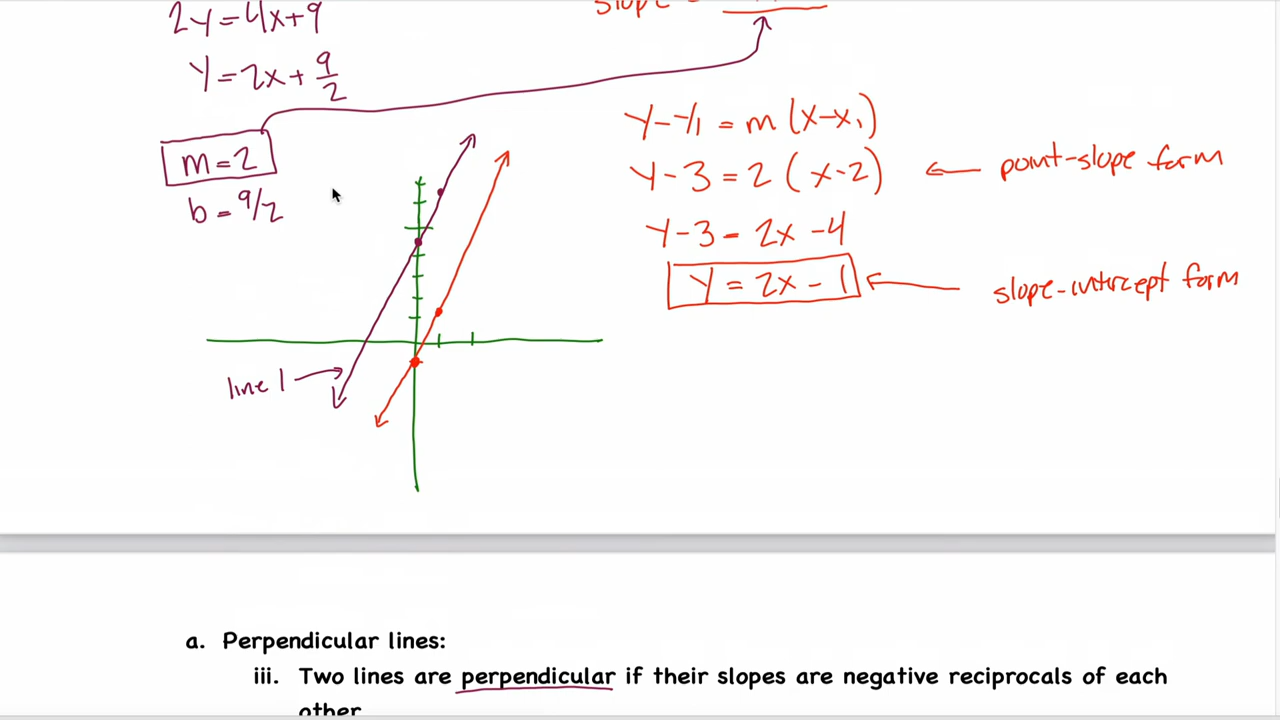 2y=4x+9
slope
y=2x+9/2
m=2
b=9/2
y-y₁=m(x-x₁)
y-3=2(x-2)
point-slope form
y-3=2x-4
y=2x-1
slope-intercept form
line 1
a. Perpendicular lines:
iii. Two lines are perpendicular if their slopes are negative reciprocals of each
other